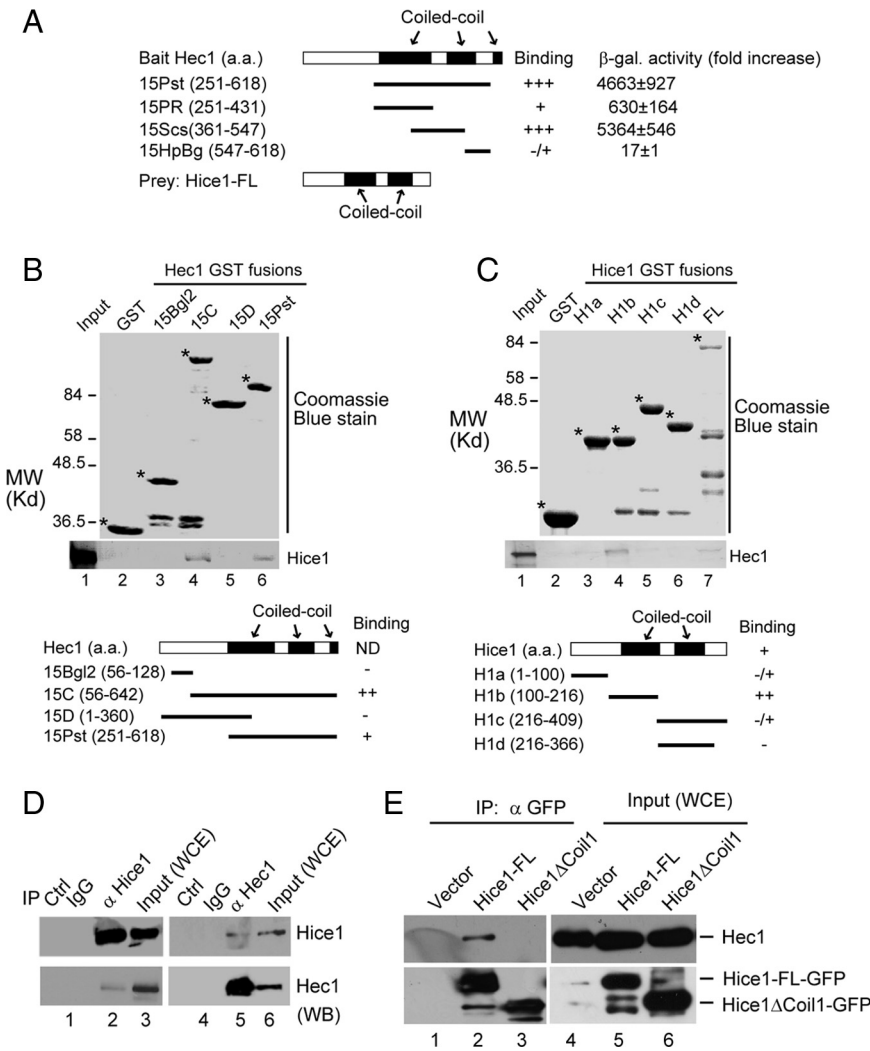 A
Coiled-coil
Bait Hec1 (a.a.) Binding β-gal. activity (fold increase)
15Pst (251-618) +++ 4663±927
15PR (251-431) + 630±164
15Scs(361-547) +++ 5364±546
15HpBg (547-618) -/+ 17±1
Prey: Hice1-FL
Coiled-coil
B
Hec1 GST fusions
Input GST 15Bgl2 15C 15D 15Pst
* * * * *
84
58
48.5
36.5
MW
(Kd)
Coomassie
Blue stain
Hice1
1 2 3 4 5 6
Coiled-coil
Binding
Hec1 (a.a.) ND
15Bgl2 (56-128) -
15C (56-642) ++
15D (1-360) -
15Pst (251-618) +
C
Hice1 GST fusions
Input GST H1a H1b H1c H1d FL
* * * * * *
84
58
48.5
36.5
MW
(Kd)
Coomassie
Blue stain
Hec1
1 2 3 4 5 6 7
Coiled-coil
Binding
Hice1 (a.a.) +
H1a (1-100) -/+
H1b (100-216) ++
H1c (216-409) -/+
H1d (216-366) -
D
IP Ctrl IgG α Hice1 Input (WCE) Ctrl IgG α Hec1 Input (WCE)
Hice1
Hec1
(WB)
1 2 3 4 5 6
E
IP: α GFP Input (WCE)
Vector Hice1-FL Hice1ΔCoil1 Vector Hice1-FL Hice1ΔCoil1
Hec1
Hice1-FL-GFP
Hice1ΔCoil1-GFP
1 2 3 4 5 6